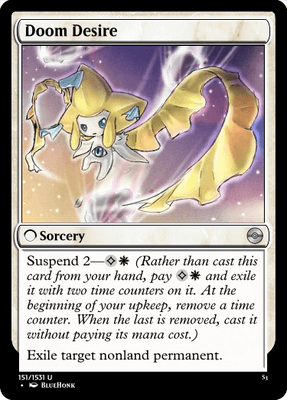 Doom Desire
Sorcery
Suspend 2— (Rather than cast this
card from your hand, pay and exile
it with two time counters on it. At the
beginning of your upkeep, remove a time
counter. When the last is removed, cast it
without paying its mana cost.)
Exile target nonland permanent.
151/1531 U
S3
• BlueHonk